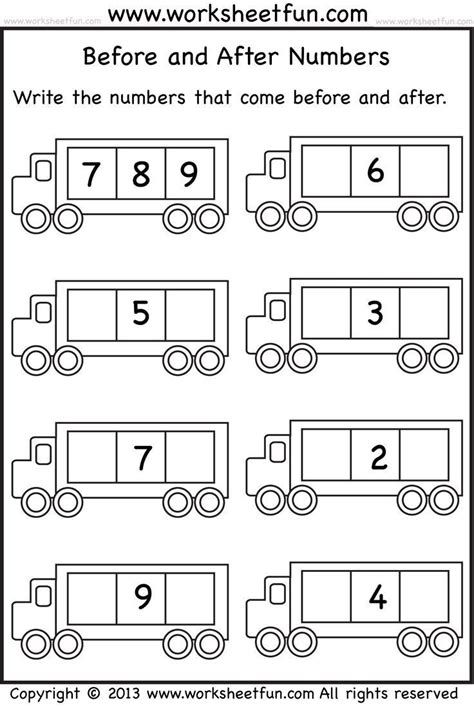 www.worksheetfun.com
Before and After Numbers
Write the numbers that come before and after.
7 8 9
6
5
3
7
2
9
4
Copyright © 2013 www.worksheetfun.com All rights reserved